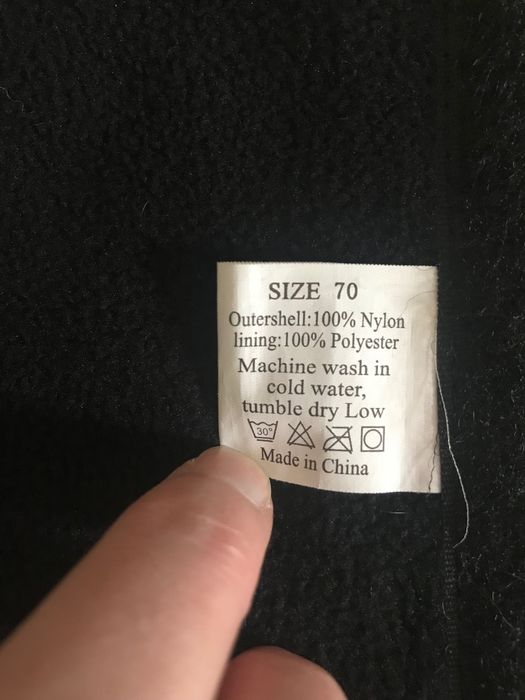 SIZE 70
Outershell:100% Nylon
lining:100% Polyester
Machine wash in
cold water,
tumble dry Low
30°
Made in China